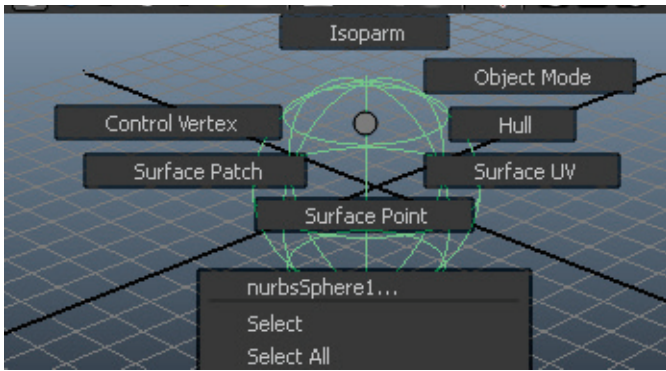 Isoparm
Object Mode
Control Vertex
Hull
Surface Patch
Surface UV
Surface Point
nurbsSphere1...
Select
Select All